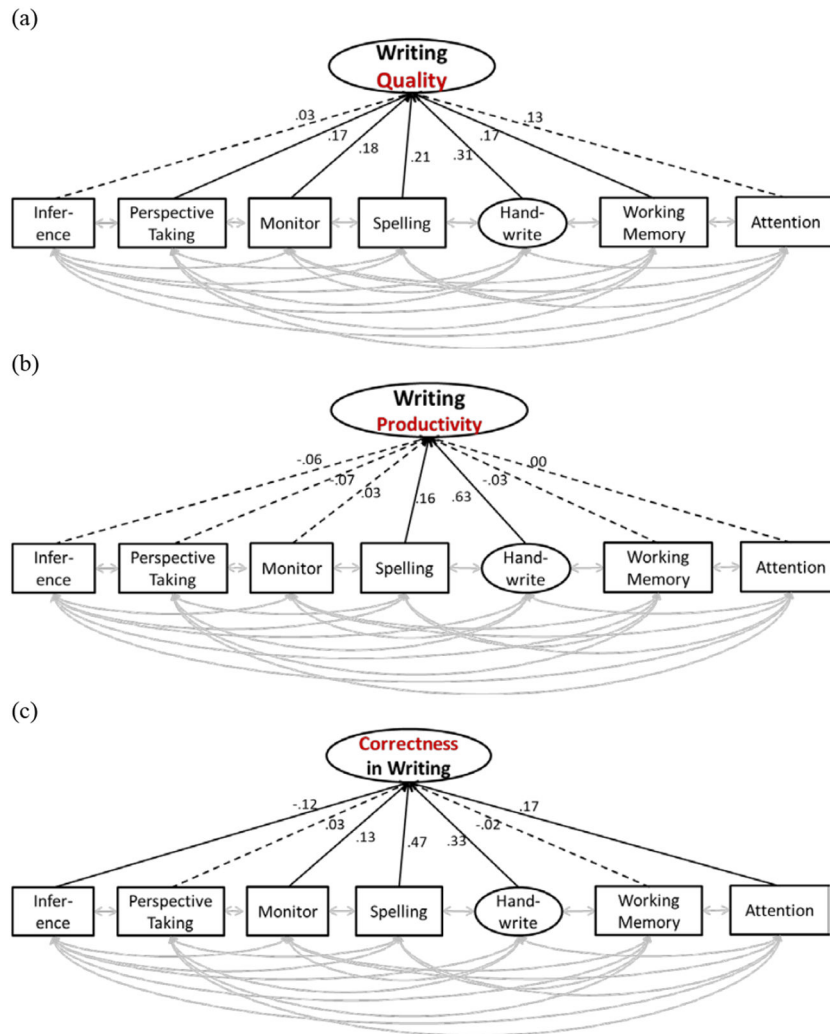 (a)
Writing
Quality
.03
.17
.18
.21
.31
.17
.13
Infer-
ence
Perspective
Taking
Monitor
Spelling
Hand-
write
Working
Memory
Attention
(b)
Writing
Productivity
-.06
-.07
.03
.16
.63
-.03
.00
Infer-
ence
Perspective
Taking
Monitor
Spelling
Hand-
write
Working
Memory
Attention
(c)
Correctness
in Writing
-.12
.03
.13
.47
.33
-.02
.17
Infer-
ence
Perspective
Taking
Monitor
Spelling
Hand-
write
Working
Memory
Attention